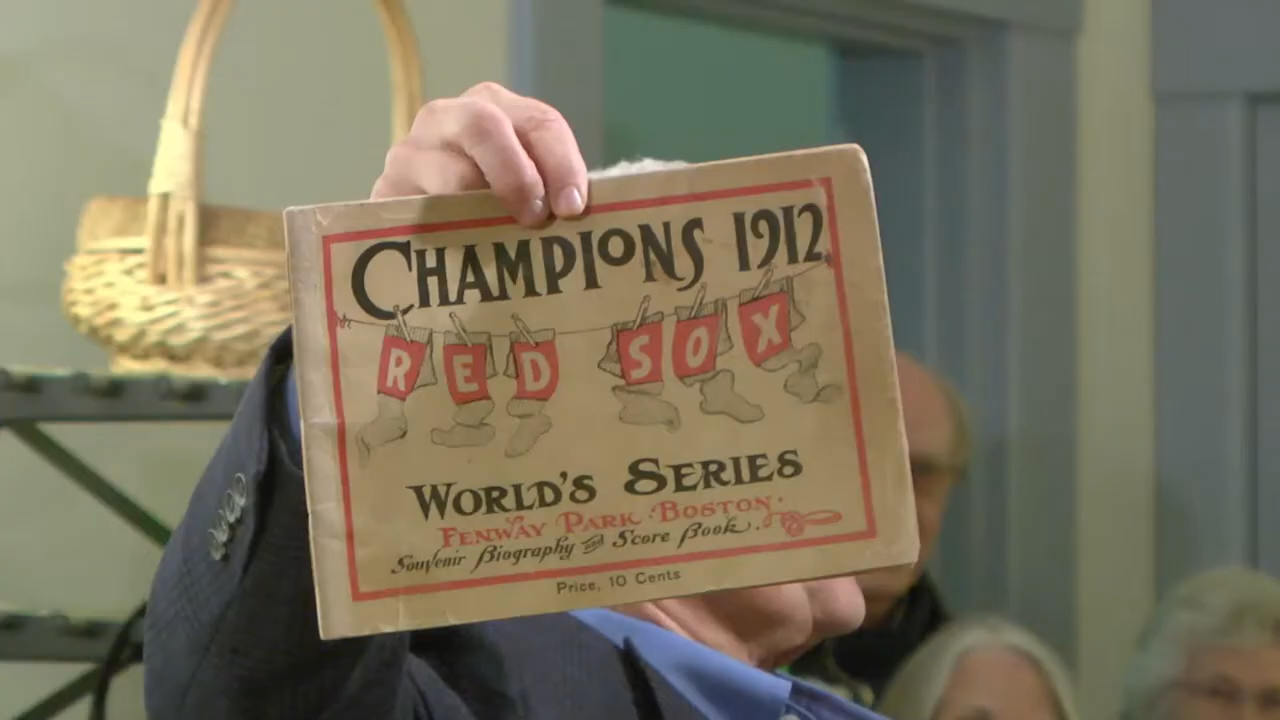 CHAMPIONS 1912
RED SOX
WORLD'S SERIES
FENWAY PARK BOSTON.
Souvenir Biography and Score Book.
Price, 10 Cents